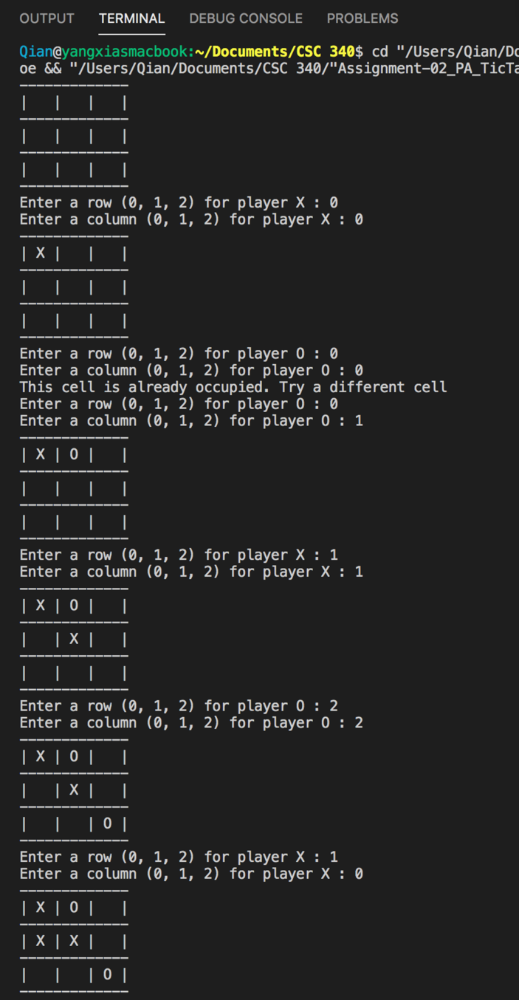 OUTPUT TERMINAL DEBUG CONSOLE PROBLEMS
Qian@yangxiasmacbook:~/Documents/CSC 340$ cd "/Users/Qian/Do
oe && "/Users/Qian/Documents/CSC 340/"Assignment-02_PA_TicTa
-------------
|   |   |   |
-------------
|   |   |   |
-------------
|   |   |   |
-------------
Enter a row (0, 1, 2) for player X : 0
Enter a column (0, 1, 2) for player X : 0
-------------
| X |   |   |
-------------
|   |   |   |
-------------
|   |   |   |
-------------
Enter a row (0, 1, 2) for player O : 0
Enter a column (0, 1, 2) for player O : 0
This cell is already occupied. Try a different cell
Enter a row (0, 1, 2) for player O : 0
Enter a column (0, 1, 2) for player O : 1
-------------
| X | O |   |
-------------
|   |   |   |
-------------
|   |   |   |
-------------
Enter a row (0, 1, 2) for player X : 1
Enter a column (0, 1, 2) for player X : 1
-------------
| X | O |   |
-------------
|   | X |   |
-------------
|   |   |   |
-------------
Enter a row (0, 1, 2) for player O : 2
Enter a column (0, 1, 2) for player O : 2
-------------
| X | O |   |
-------------
|   | X |   |
-------------
|   |   | O |
-------------
Enter a row (0, 1, 2) for player X : 1
Enter a column (0, 1, 2) for player X : 0
-------------
| X | O |   |
-------------
| X | X |   |
-------------
|   |   | O |
-------------